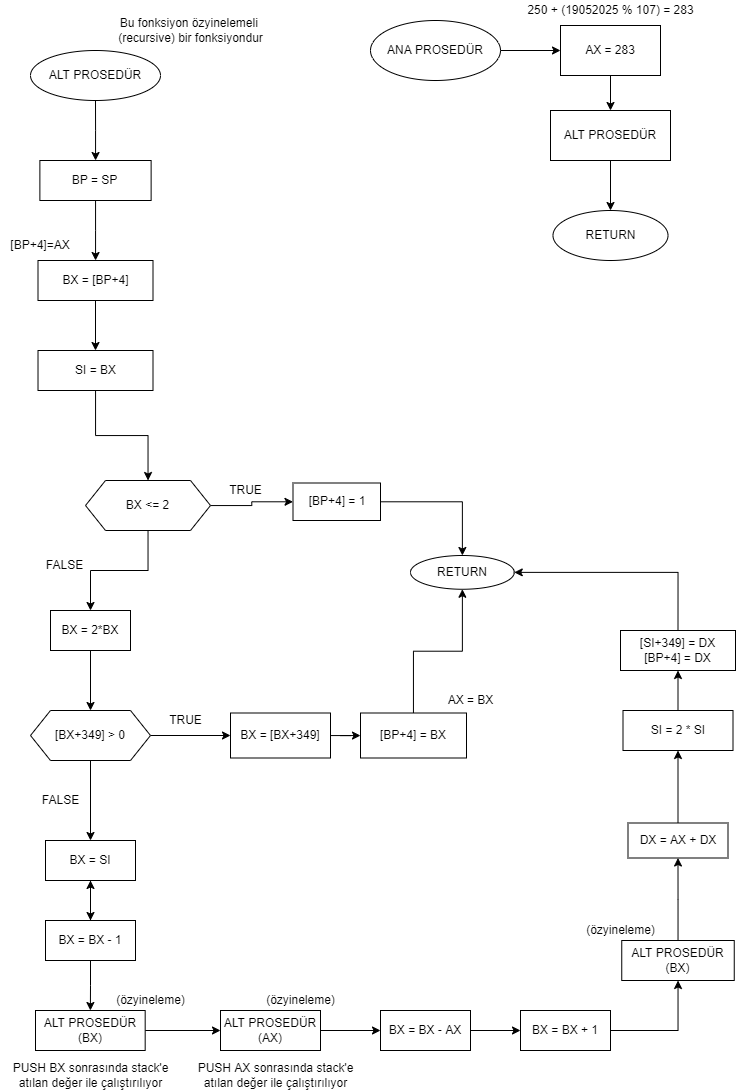 Bu fonksiyon özyinelemeli
(recursive) bir fonksiyondur
ALT PROSEDÜR
BP = SP
[BP+4]=AX
BX = [BP+4]
SI = BX
BX <= 2
TRUE
[BP+4] = 1
RETURN
FALSE
BX = 2*BX
[BX+349] > 0
TRUE
BX = [BX+349]
[BP+4] = BX
AX = BX
FALSE
BX = SI
BX = BX - 1
(özyineleme)
ALT PROSEDÜR
(BX)
PUSH BX sonrasında stack'e
atılan değer ile çalıştırılıyor
(özyineleme)
ALT PROSEDÜR
(AX)
PUSH AX sonrasında stack'e
atılan değer ile çalıştırılıyor
BX = BX - AX
BX = BX + 1
(özyineleme)
ALT PROSEDÜR
(BX)
DX = AX + DX
SI = 2 * SI
[SI+349] = DX
[BP+4] = DX
250 + (19052025 % 107) = 283
ANA PROSEDÜR
AX = 283
ALT PROSEDÜR
RETURN